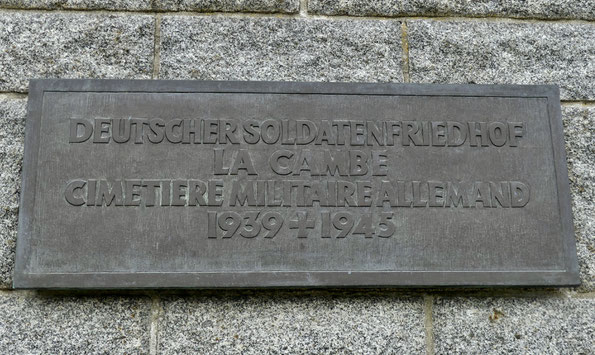 DEUTSCHER SOLDATENFRIEDHOF
LA CAMBE
CIMETIERE MILITAIRE ALLEMAND
1939 + 1945